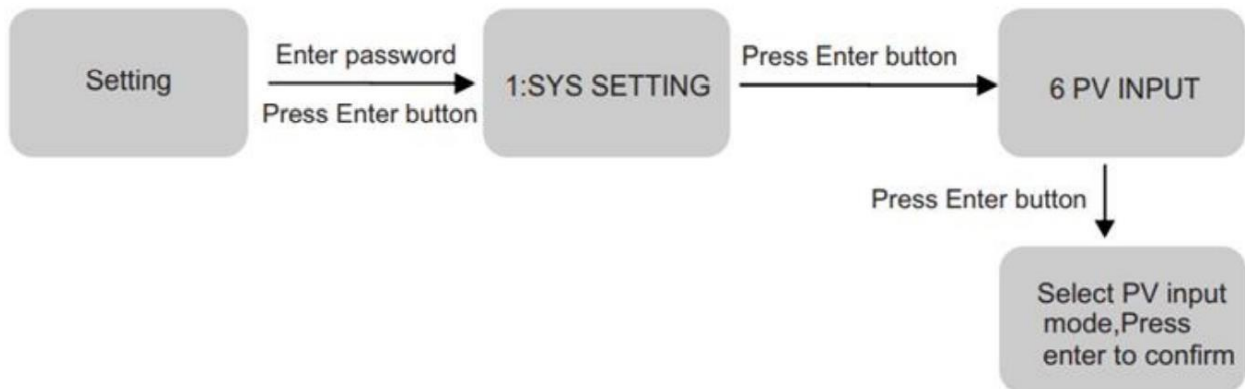 Setting
Enter password
Press Enter button
1:SYS SETTING
Press Enter button
6 PV INPUT
Press Enter button
Select PV input
mode,Press
enter to confirm